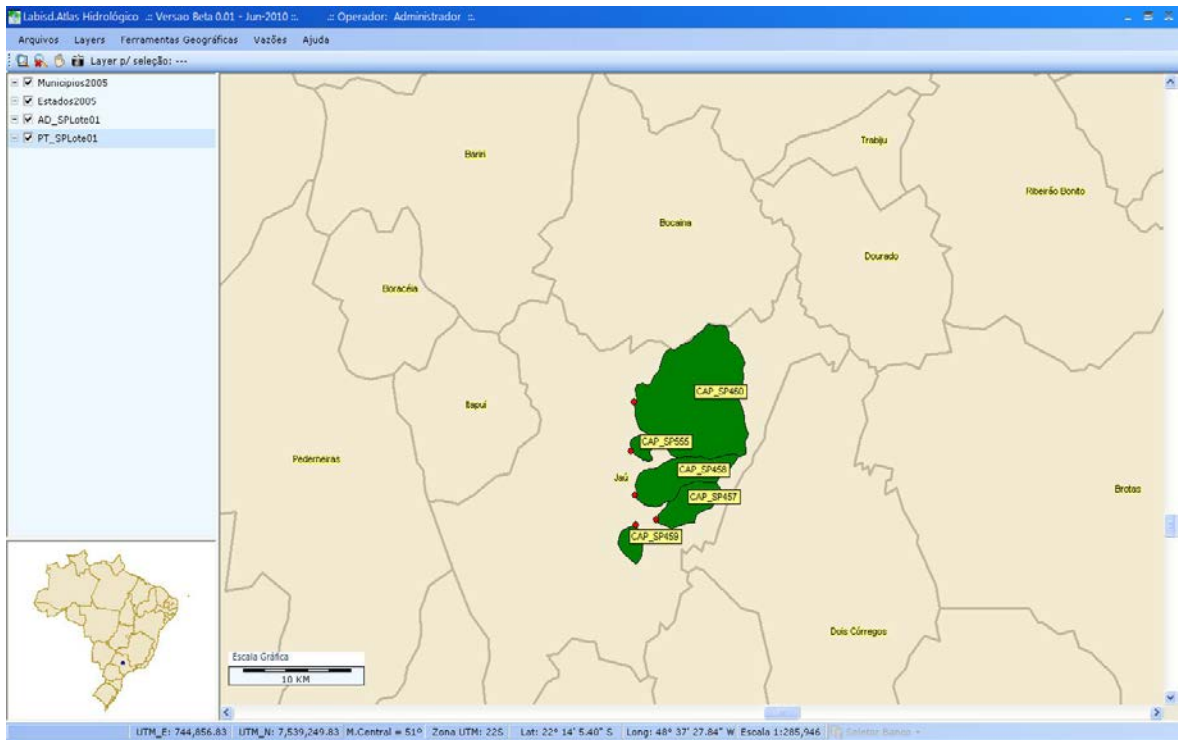 Labisd.Atlas Hidrológico .:: Versao Beta 0.01 - Jun-2010 ::. .:: Operador: Administrador ::.
Arquivos Layers Ferramentas Geográficas Vazões Ajuda
Layer p/ seleção: ---
Municipios2005
Estados2005
AD_SPLote01
PT_SPLote01
Trabiju
Bariri
Ribeirão Bonito
Bocaina
Dourado
Boracéia
CAP_SP460
Itapuí
CAP_SP555
Pederneiras
CAP_SP458
Jaú
Brotas
CAP_SP457
CAP_SP459
Dois Córregos
Escala Gráfica
10 KM
UTM_E: 744,856.83 UTM_N: 7,539,249.83 M.Central = 51º Zona UTM: 22S Lat: 22° 14' 5.40" S Long: 48° 37' 27.84" W Escala 1:285,946